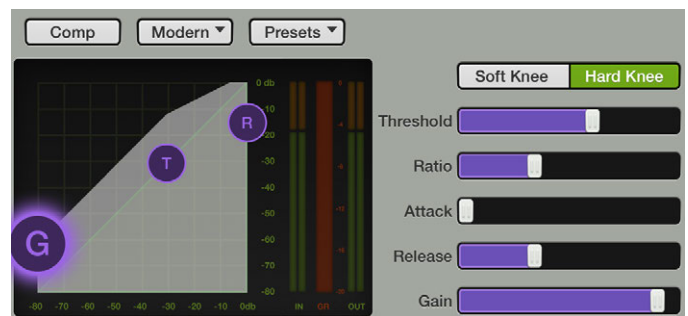 Comp Modern Presets
Soft Knee Hard Knee
0 db
-10
Threshold
R
-20
T
-30
Ratio
-40
-50
Attack
G
-60
-70
Release
-80
-80 -70 -60 -50 -40 -30 -20 -10 0db IN GR OUT
Gain